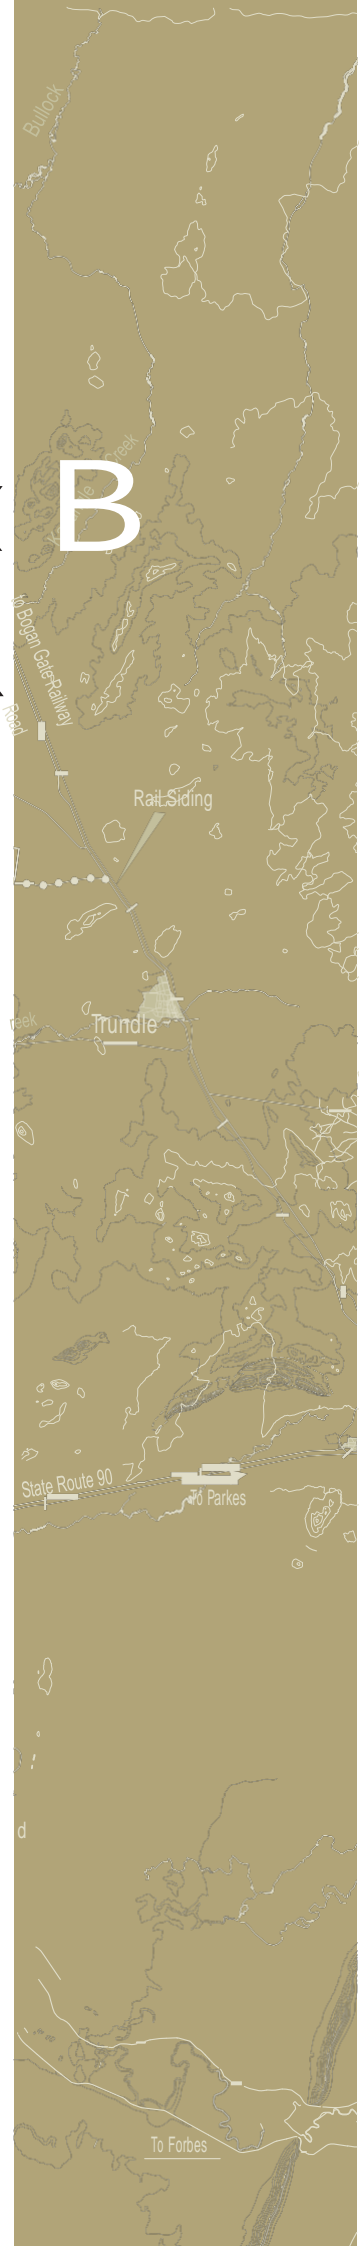 Bullock
Creek
B
to Bogan Gate Railway
Road
Rail Siding
Trundle
State Route 90
To Parkes
d
To Forbes